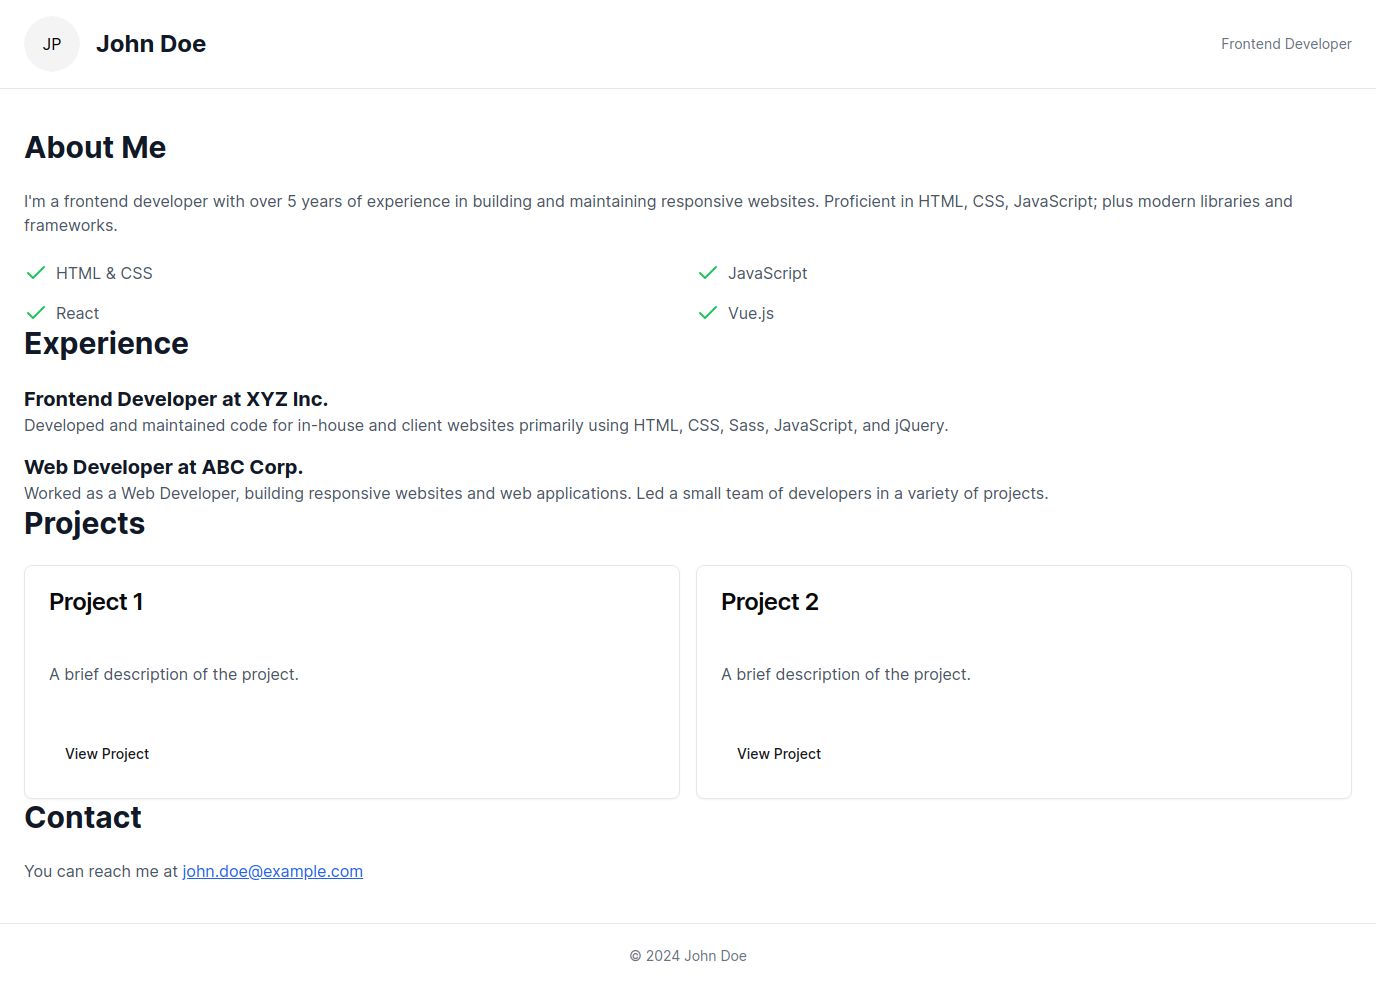 JP
John Doe
Frontend Developer
About Me
I'm a frontend developer with over 5 years of experience in building and maintaining responsive websites. Proficient in HTML, CSS, JavaScript; plus modern libraries and
frameworks.
HTML & CSS
JavaScript
React
Vue.js
Experience
Frontend Developer at XYZ Inc.
Developed and maintained code for in-house and client websites primarily using HTML, CSS, Sass, JavaScript, and jQuery.
Web Developer at ABC Corp.
Worked as a Web Developer, building responsive websites and web applications. Led a small team of developers in a variety of projects.
Projects
Project 1
A brief description of the project.
View Project
Project 2
A brief description of the project.
View Project
Contact
You can reach me at john.doe@example.com
© 2024 John Doe